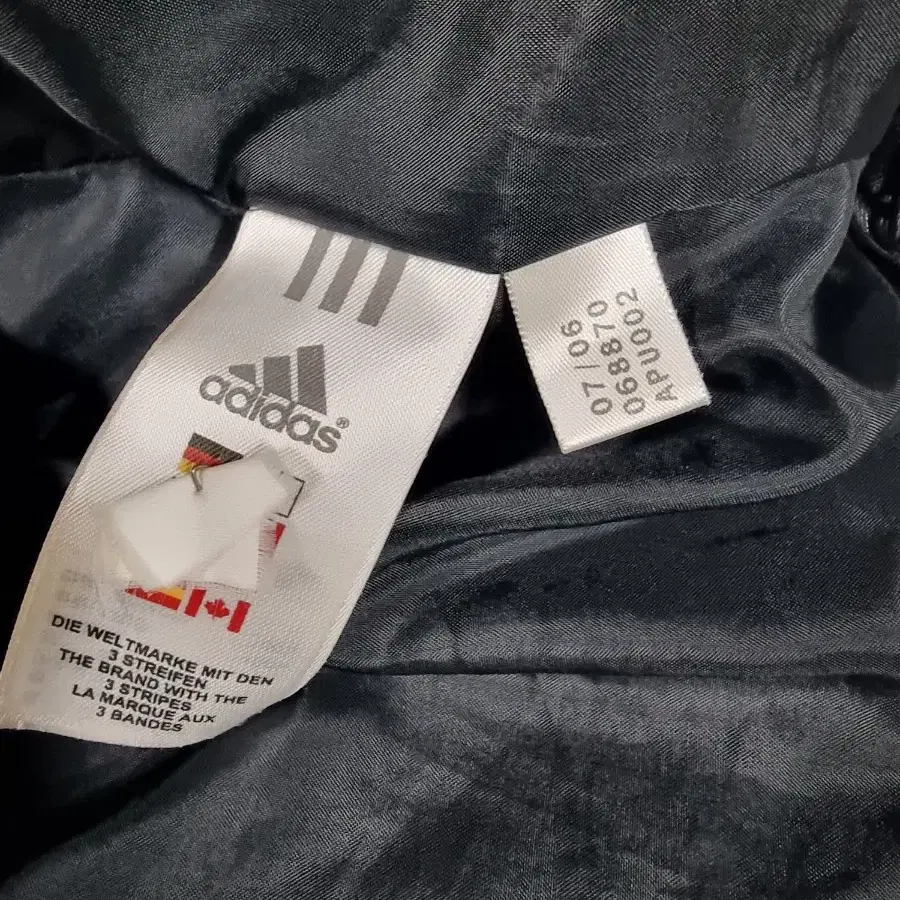 adidas®
DIE WELTMARKE MIT DEN
3 STREIFEN
THE BRAND WITH THE
3 STRIPES
LA MARQUE AUX
3 BANDES
07/06
068870
APU002